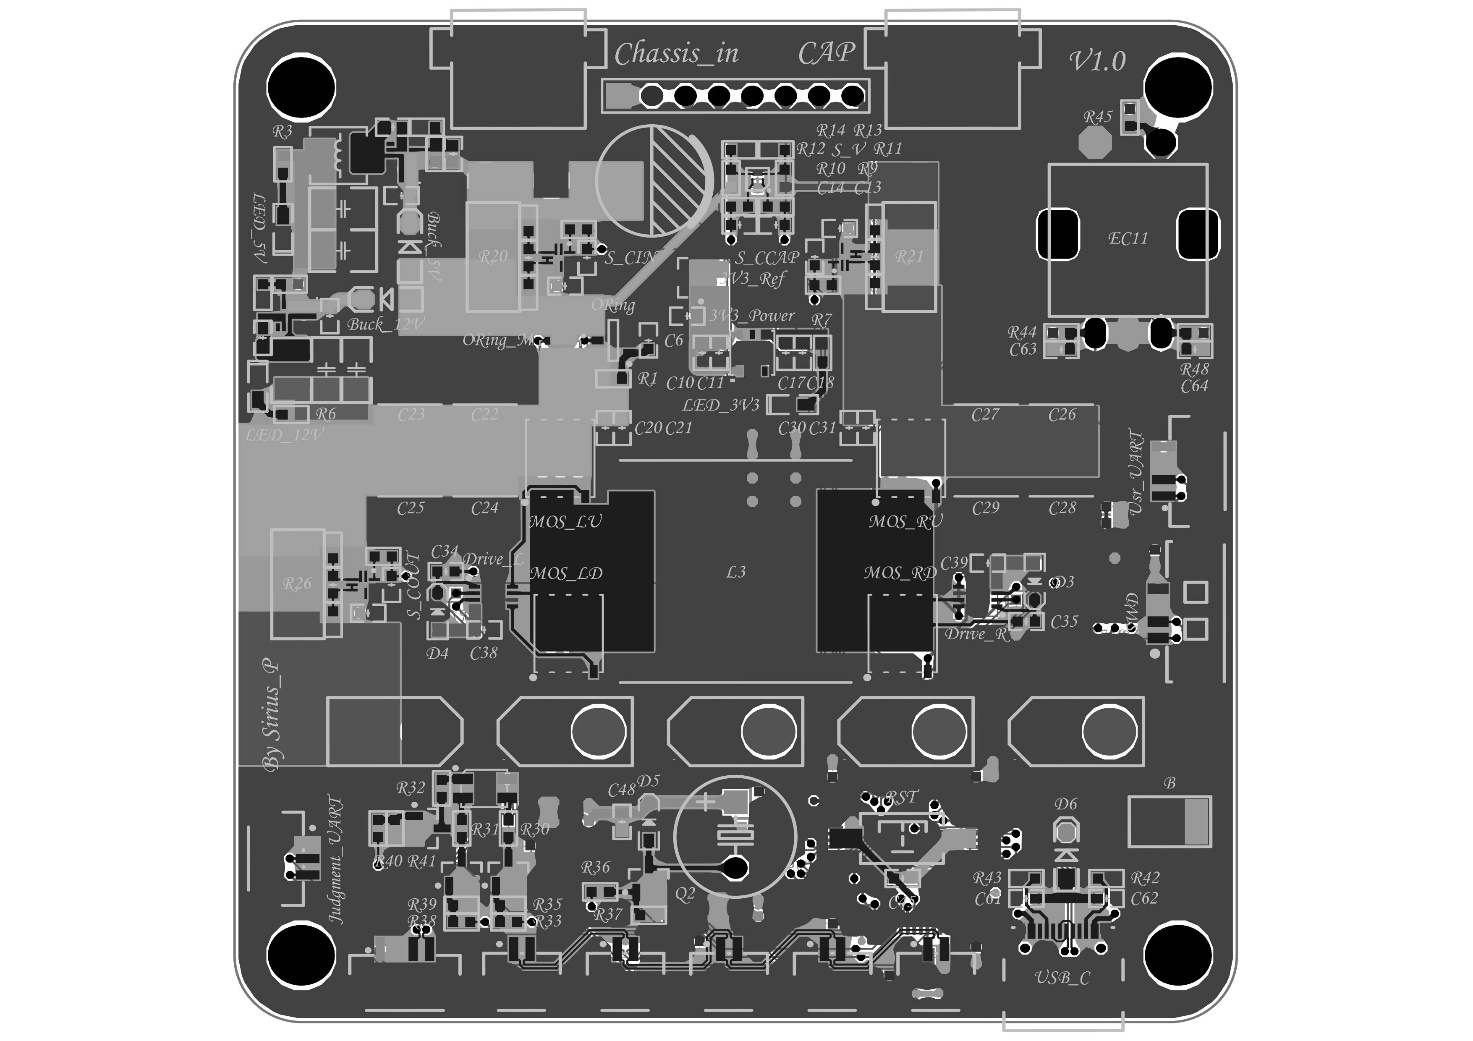 Chassis_in CAP V1.0
R3
R45
R14 R13
R12 S_V R11
R10 R9
C14 C13
LED_5V
Buck_5V
R20
S_CIN
S_CCAP
R21
EC11
3V3_Ref
ORing
Buck_12V
3V3_Power R7
ORing_M
C6
R44
C63
R48
C64
R1
C10 C11
C17 C18
LED_3V3
R6
LED_12V
C23 C22
C20 C21
C30 C31
C27 C26
Usr_UART
C25 C24
C29 C28
MOS_LU
MOS_RU
C34
Drive_L
S_COUT
R26
MOS_LD
L3
MOS_RD
C39
D3
C35
Drive_R
D4 C38
By Sirius_P
R32
C48 D5
RST
D6
B
Judgment_UART
R31 R30
R40 R41
R36
Q2
R43 R42
C61 C62
R39 R35
R38 R33
R37
USB_C